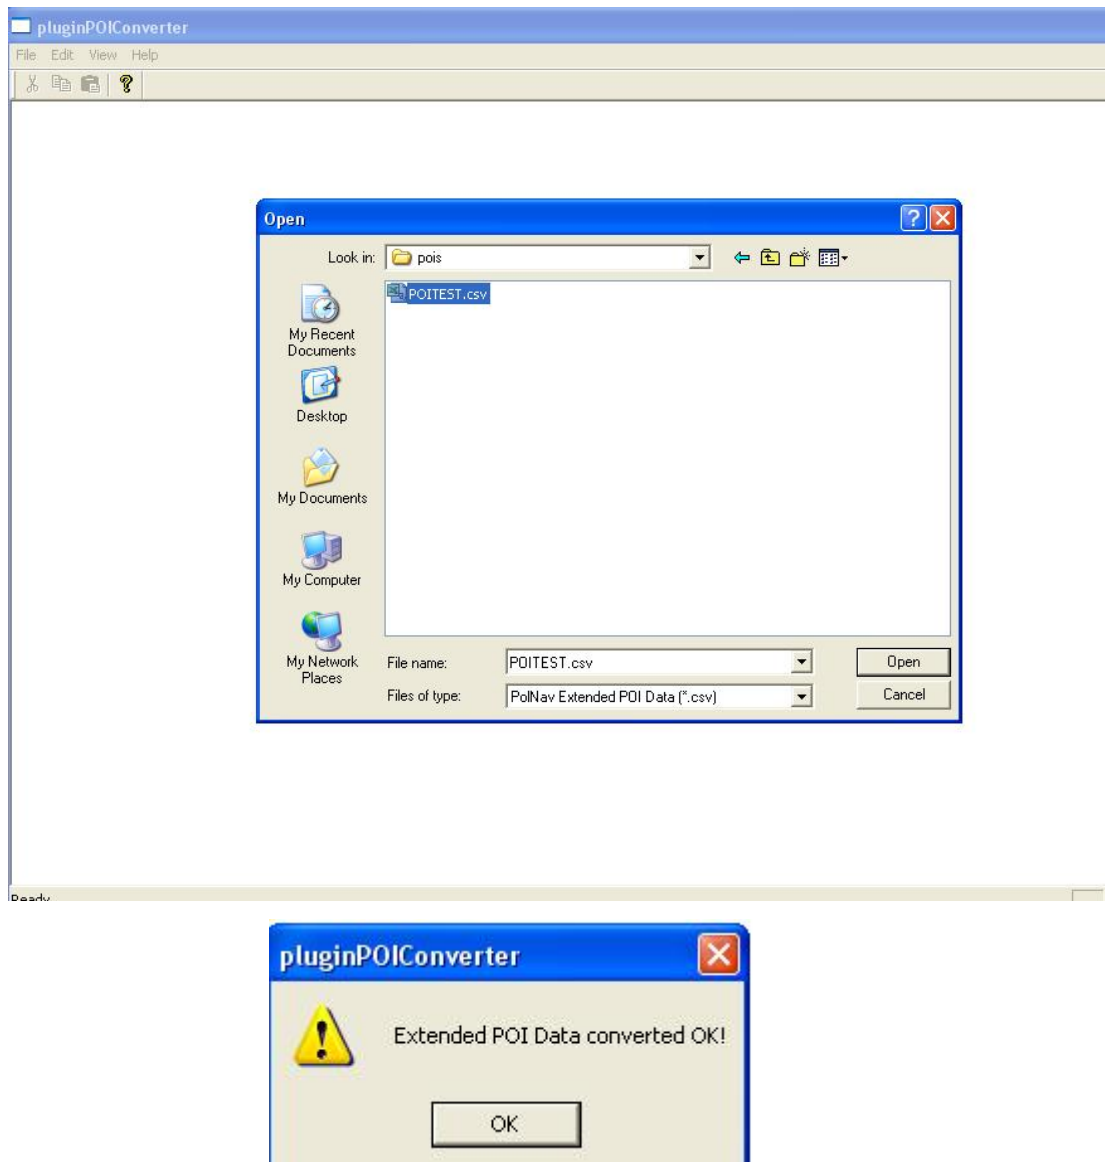 pluginPOIConverter
File Edit View Help
Open
Look in: pois
POITEST.csv
My Recent
Documents
Desktop
My Documents
My Computer
My Network
Places
File name: POITEST.csv Open
Files of type: PolNav Extended POI Data (*.csv) Cancel
Ready
pluginPOIConverter
Extended POI Data converted OK!
OK